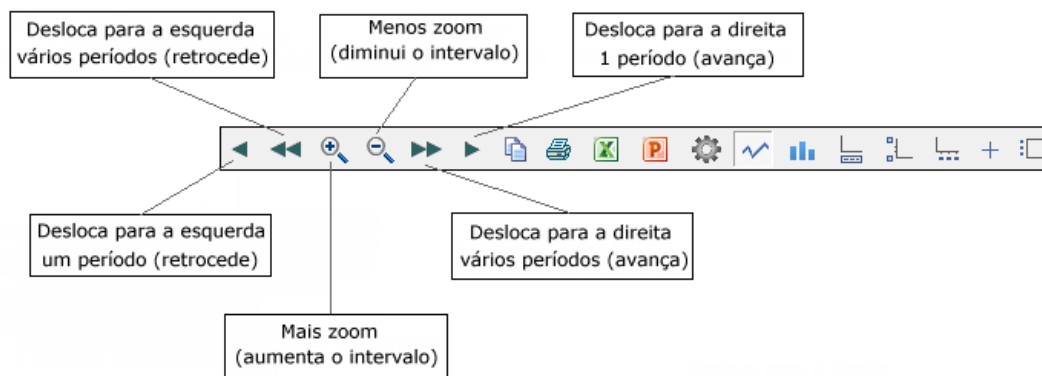 Desloca para a esquerda
vários períodos (retrocede)
Menos zoom
(diminui o intervalo)
Desloca para a direita
1 período (avança)
Desloca para a esquerda
um período (retrocede)
Desloca para a direita
vários períodos (avança)
Mais zoom
(aumenta o intervalo)